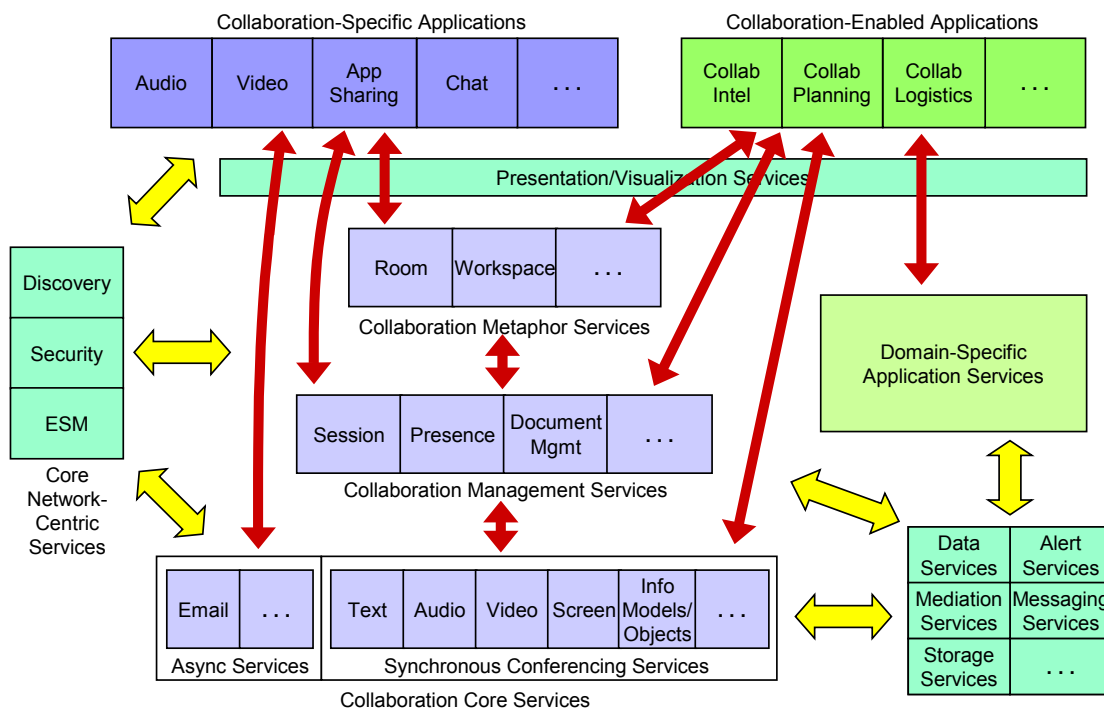 Collaboration-Specific Applications
Audio
Video
App
Sharing
Chat
. . .
Collaboration-Enabled Applications
Collab
Intel
Collab
Planning
Collab
Logistics
. . .
Presentation/Visualization Services
Discovery
Security
ESM
Core
Network-
Centric
Services
Room
Workspace
. . .
Collaboration Metaphor Services
Domain-Specific
Application Services
Session
Presence
Document
Mgmt
. . .
Collaboration Management Services
Email
. . .
Async Services
Text
Audio
Video
Screen
Info
Models/
Objects
. . .
Synchronous Conferencing Services
Collaboration Core Services
Data
Services
Alert
Services
Mediation
Services
Messaging
Services
Storage
Services
. . .